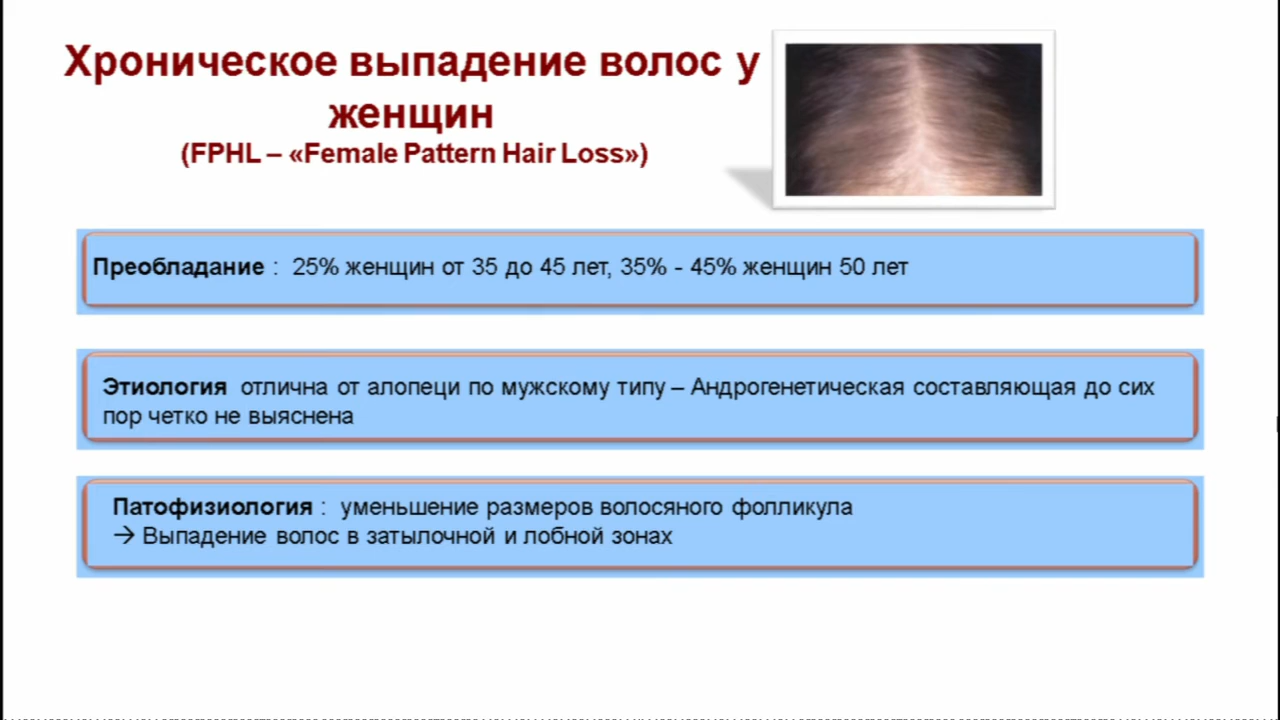 Хроническое выпадение волос у
женщин
(FPHL – «Female Pattern Hair Loss»)
Преобладание : 25% женщин от 35 до 45 лет, 35% - 45% женщин 50 лет
Этиология отлична от алопеци по мужскому типу – Андрогенетическая составляющая до сих
пор четко не выяснена
Патофизиология : уменьшение размеров волосяного фолликула
→ Выпадение волос в затылочной и лобной зонах